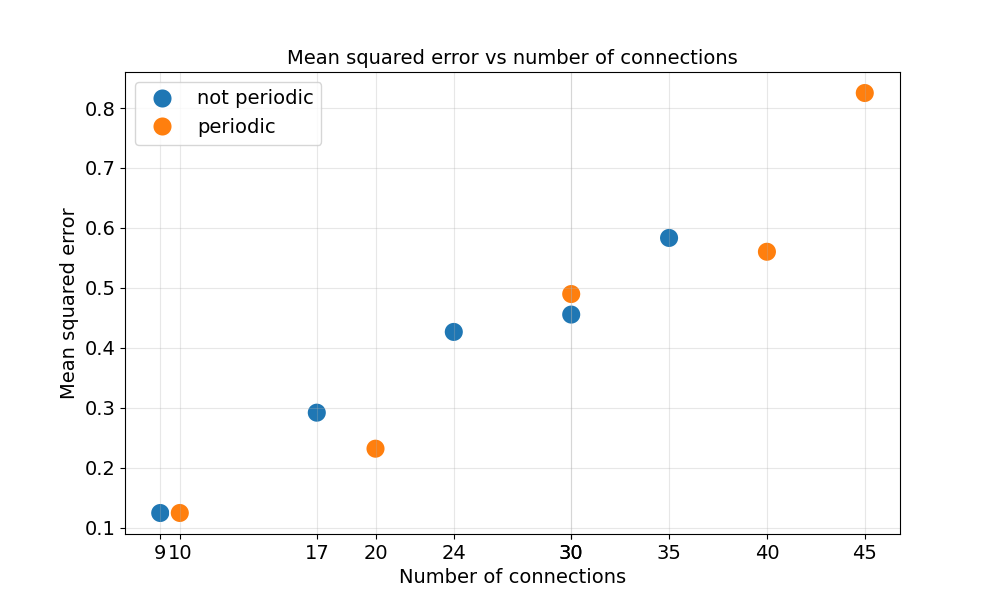 Mean squared error vs number of connections
not periodic
periodic
0.8
0.7
0.6
0.5
0.4
0.3
0.2
0.1
Mean squared error
9 10 17 20 24 30 35 40 45
Number of connections